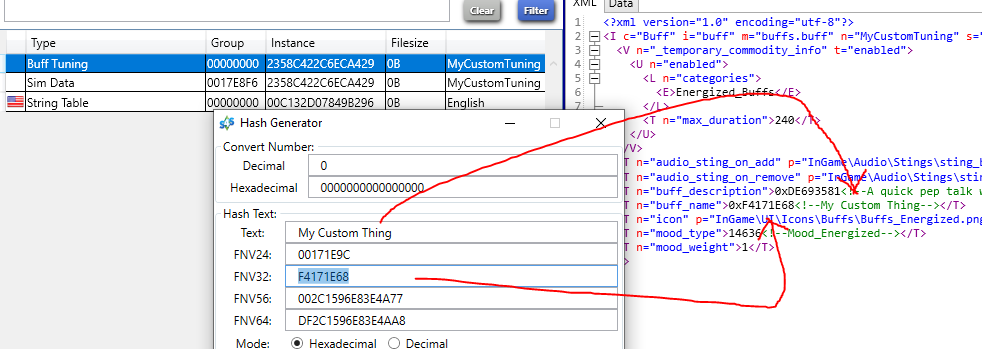 XML Data
Clear Filter
Type Group Instance Filesize
Buff Tuning 00000000 2358C422C6ECA429 0B MyCustomTuning
Sim Data 0017E8F6 2358C422C6ECA429 0B MyCustomTuning
String Table 00000000 00C132D07849B296 0B English
Hash Generator
Convert Number:
Decimal 0
Hexadecimal 0000000000000000
Hash Text:
Text: My Custom Thing
FNV24: 00171E9C
FNV32: F4171E68
FNV56: 002C1596E83E4A77
FNV64: DF2C1596E83E4AA8
Mode: Hexadecimal Decimal
1 <?xml version="1.0" encoding="utf-8"?>
2 <I c="Buff" i="buff" m="buffs.buff" n="MyCustomTuning" s="
3 <V n="_temporary_commodity_info" t="enabled">
4 <U n="enabled">
5 <L n="categories">
6 <E>Energized_Buffs</E>
7 </L>
<T n="max_duration">240</T>
</U>
</V>
T n="audio_sting_on_add" p="InGame\Audio\Stings\sting_b
T n="audio_sting_on_remove" p="InGame\Audio\Stings\
T n="buff_description">0xDE693581<!--A quick pep talk w
T n="buff_name">0xF4171E68<!--My Custom Thing--></T>
T n="icon" p="InGame\UI\Icons\Buffs\Buffs_Energized.png
T n="mood_type">14636<!--Mood_Energized--></T>
T n="mood_weight">1</T>
>